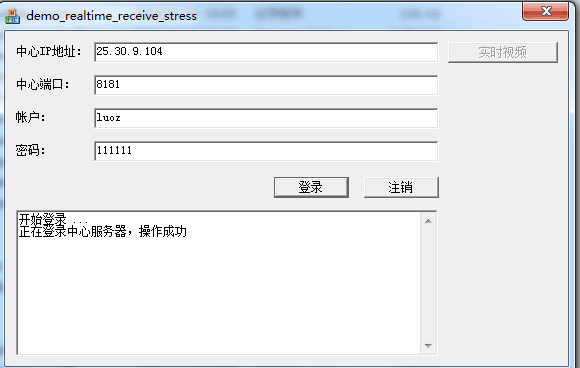 demo_realtime_receive_stress
中心IP地址: 25.30.9.104 实时视频
中心端口: 8181
帐户: luoz
密码: 111111
登录 注销
开始登录 ...
正在登录中心服务器，操作成功